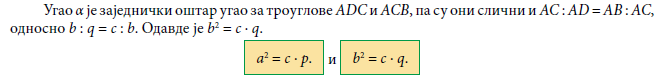 Угао α је заједнички оштар угао за троуглове ADC и ACB, па су они слични и AC : AD = AB : AC,
односно b : q = c : b. Одавде је b² = c · q.
a² = c · p. и b² = c · q.